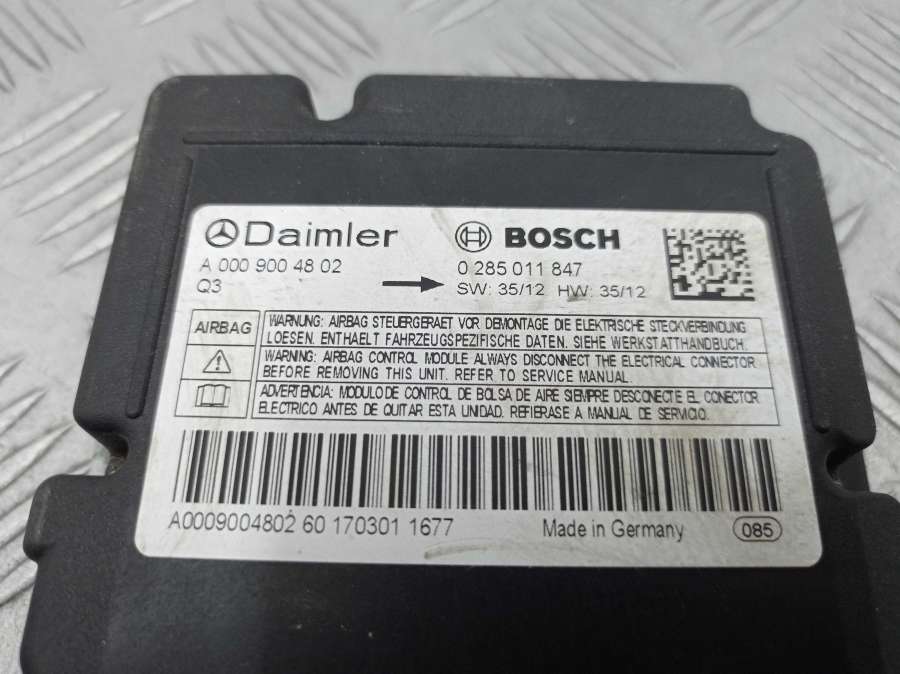 Daimler
A 000 900 48 02
Q3
BOSCH
0 285 011 847
SW: 35/12 HW: 35/12
AIRBAG
WARNUNG: AIRBAG STEUERGERAET VOR DEMONTAGE DIE ELEKTRISCHE STECKVERBINDUNG
LOESEN. ENTHAELT FAHRZEUGSPEZIFISCHE DATEN. SIEHE WERKSTATTHANDBUCH.
WARNING: AIRBAG CONTROL MODULE ALWAYS DISCONNECT THE ELECTRICAL CONNECTOR
BEFORE REMOVING THIS UNIT. REFER TO SERVICE MANUAL.
ADVERTENCIA: MODULO DE CONTROL DE BOLSA DE AIRE SIEMPRE DESCONECTE EL CONECTOR
ELECTRICO ANTES DE QUITAR ESTA UNIDAD. REFIERASE A MANUAL DE SERVICIO.
A0009004802 60 170301 1677
Made in Germany
085